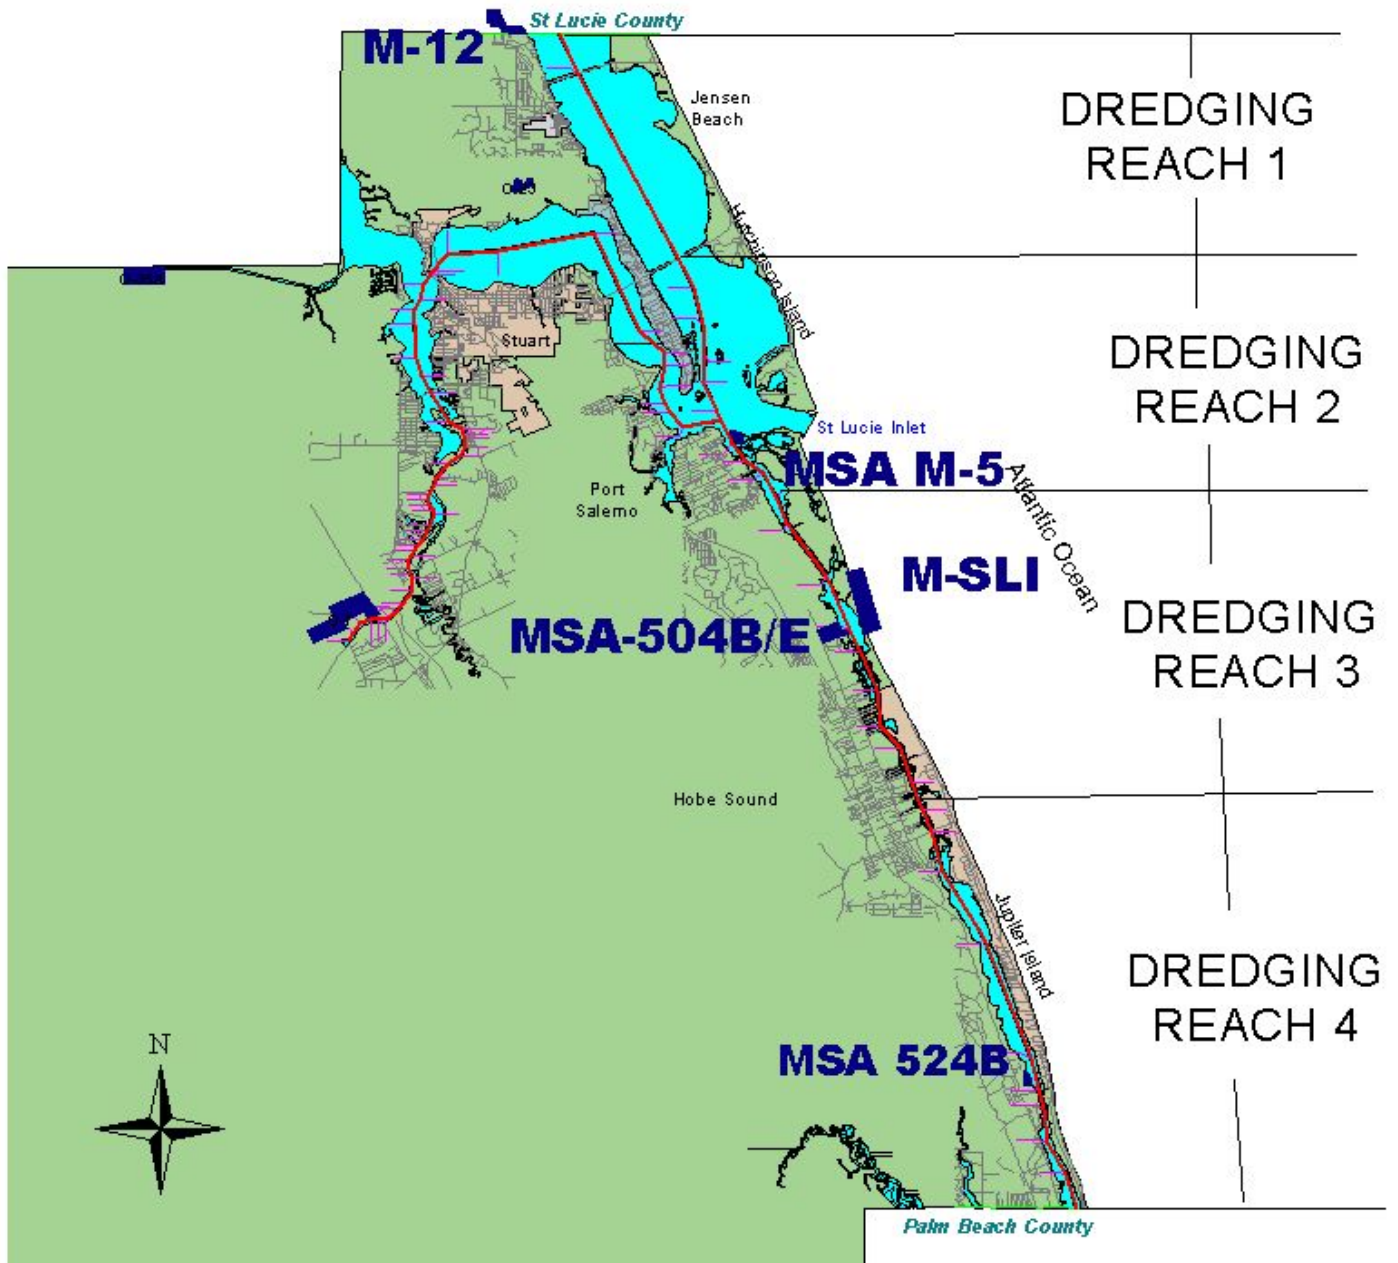 St Lucie County
M-12
Jensen
Beach
DREDGING
REACH 1
Hutchinson Island
Stuart
DREDGING
REACH 2
St Lucie Inlet
MSA M-5
Port
Salerno
Atlantic Ocean
M-SLI
MSA-504B/E
DREDGING
REACH 3
Hobe Sound
Jupiter Island
DREDGING
REACH 4
N
MSA 524B
Palm Beach County